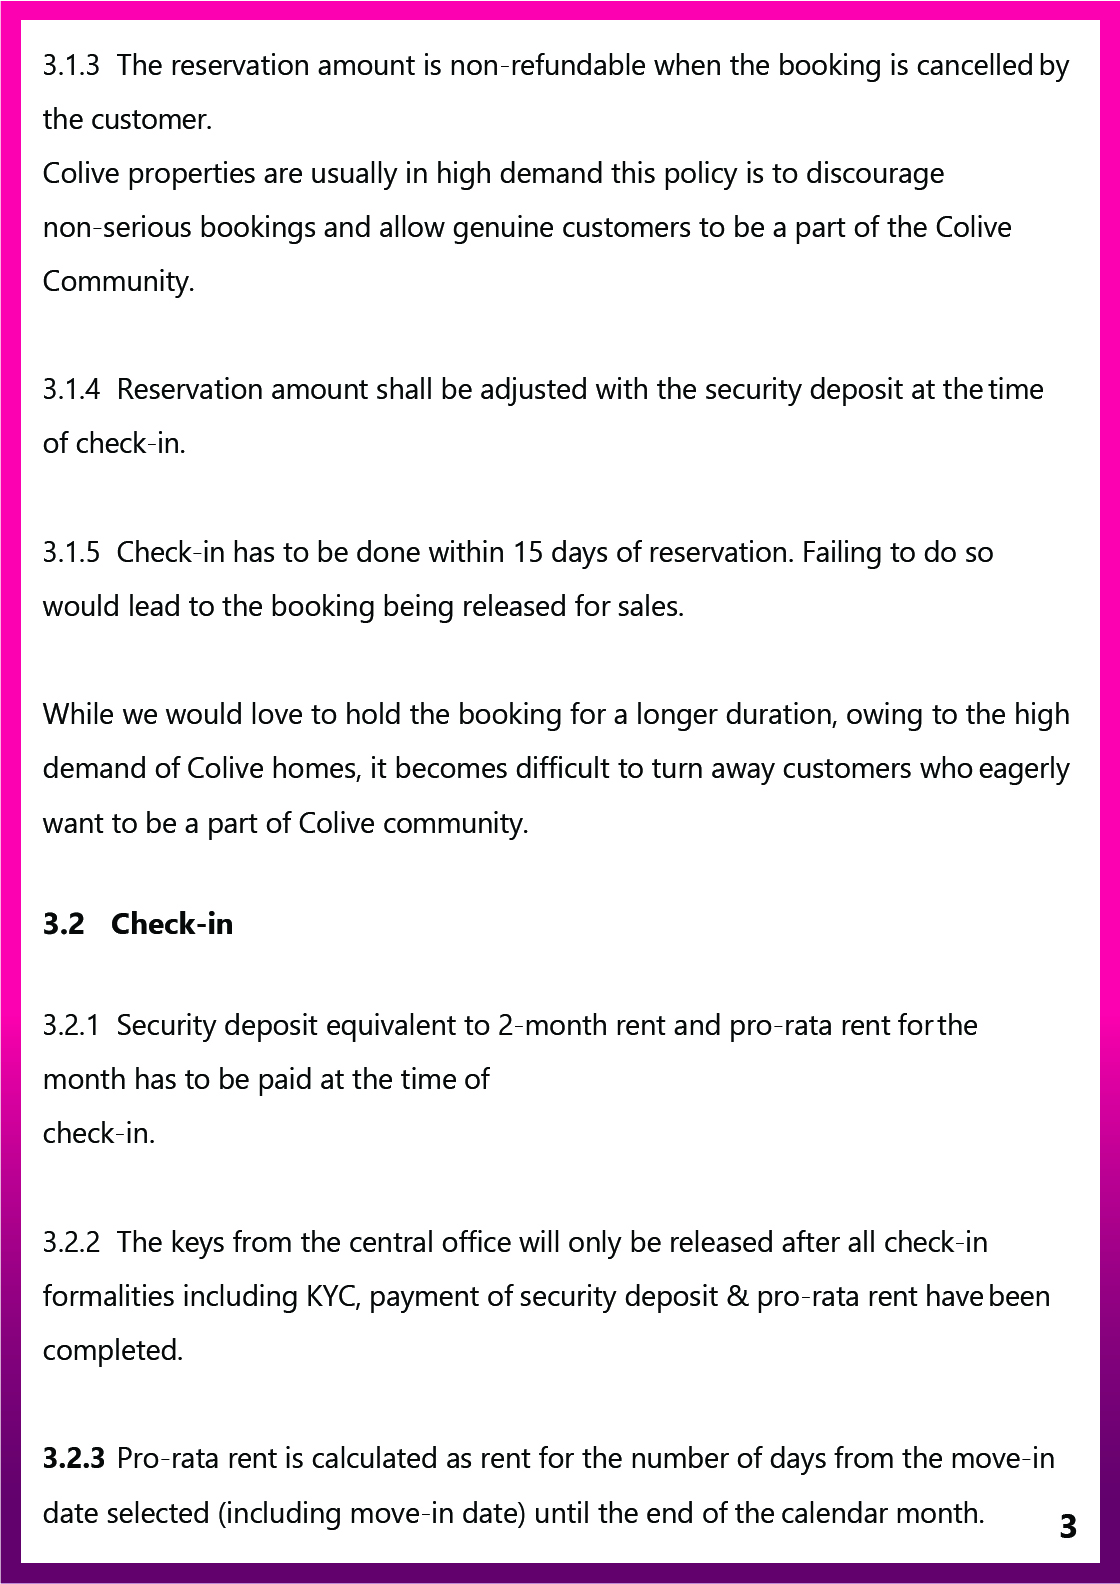 3.1.3 The reservation amount is non-refundable when the booking is cancelled by
the customer.
Colive properties are usually in high demand this policy is to discourage
non-serious bookings and allow genuine customers to be a part of the Colive
Community.
3.1.4 Reservation amount shall be adjusted with the security deposit at the time
of check-in.
3.1.5 Check-in has to be done within 15 days of reservation. Failing to do so
would lead to the booking being released for sales.
While we would love to hold the booking for a longer duration, owing to the high
demand of Colive homes, it becomes difficult to turn away customers who eagerly
want to be a part of Colive community.
3.2 Check-in
3.2.1 Security deposit equivalent to 2-month rent and pro-rata rent for the
month has to be paid at the time of
check-in.
3.2.2 The keys from the central office will only be released after all check-in
formalities including KYC, payment of security deposit & pro-rata rent have been
completed.
3.2.3 Pro-rata rent is calculated as rent for the number of days from the move-in
date selected (including move-in date) until the end of the calendar month.
3